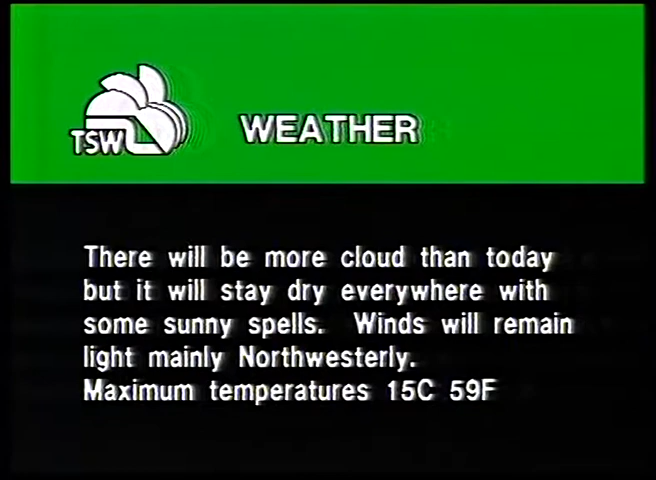 TSW
WEATHER
There will be more cloud than today
but it will stay dry everywhere with
some sunny spells. Winds will remain
light mainly Northwesterly.
Maximum temperatures 15C 59F